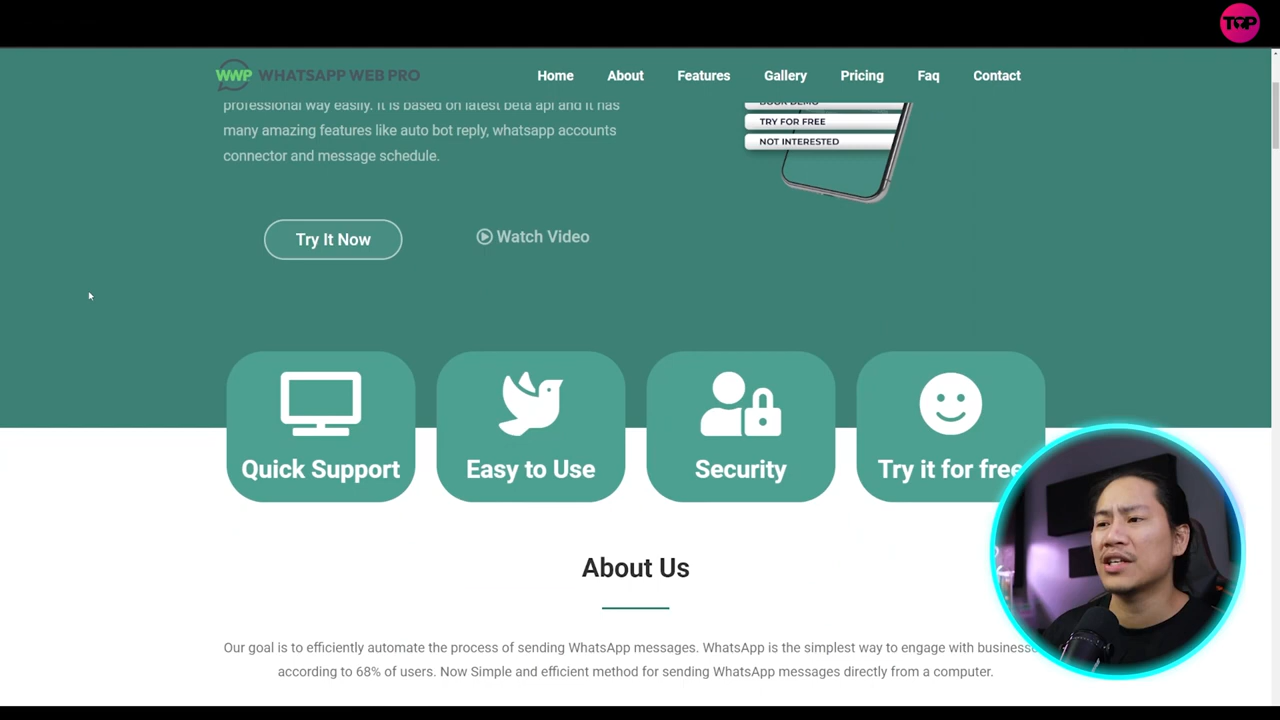 TOP
WWP WHATSAPP WEB PRO
Home About Features Gallery Pricing Faq Contact
professional way easily. It is based on latest beta api and it has
many amazing features like auto bot reply, whatsapp accounts
connector and message schedule.
BOOK DEMO
TRY FOR FREE
NOT INTERESTED
Try It Now
Watch Video
Quick Support
Easy to Use
Security
Try it for free
About Us
Our goal is to efficiently automate the process of sending WhatsApp messages. WhatsApp is the simplest way to engage with business
according to 68% of users. Now Simple and efficient method for sending WhatsApp messages directly from a computer.